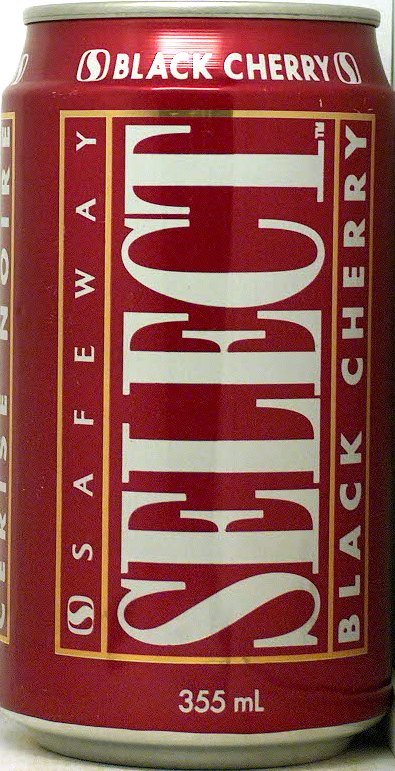 BLACK CHERRY
SAFEWAY
SELECT™
BLACK CHERRY
CERISE NOIRE
355 mL